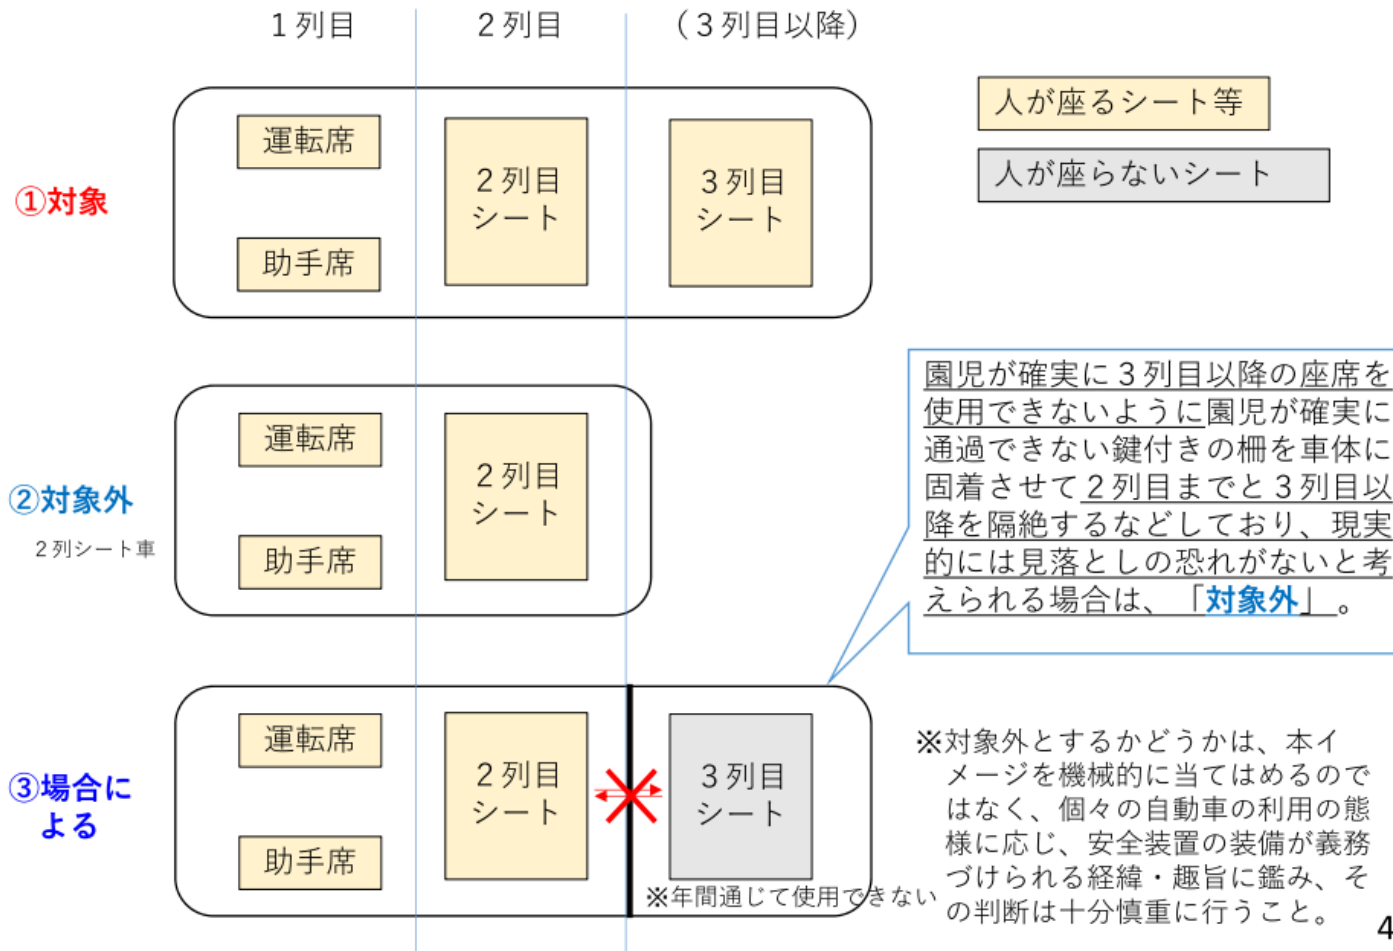 1列目
2列目
（3列目以降）
人が座るシート等
人が座らないシート
①対象
運転席
助手席
2列目
シート
3列目
シート
②対象外
2列シート車
運転席
助手席
2列目
シート
園児が確実に3列目以降の座席を
使用できないように園児が確実に
通過できない鍵付きの柵を車体に
固着させて2列目までと3列目以
降を隔絶するなどしており、現実
的には見落としの恐れがないと考
えられる場合は、「対象外」。
③場合に
よる
運転席
助手席
2列目
シート
3列目
シート
※年間通じて使用できない
※対象外とするかどうかは、本イ
メージを機械的に当てはめるので
はなく、個々の自動車の利用の態
様に応じ、安全装置の装備が義務
づけられる経緯・趣旨に鑑み、そ
の判断は十分慎重に行うこと。
4